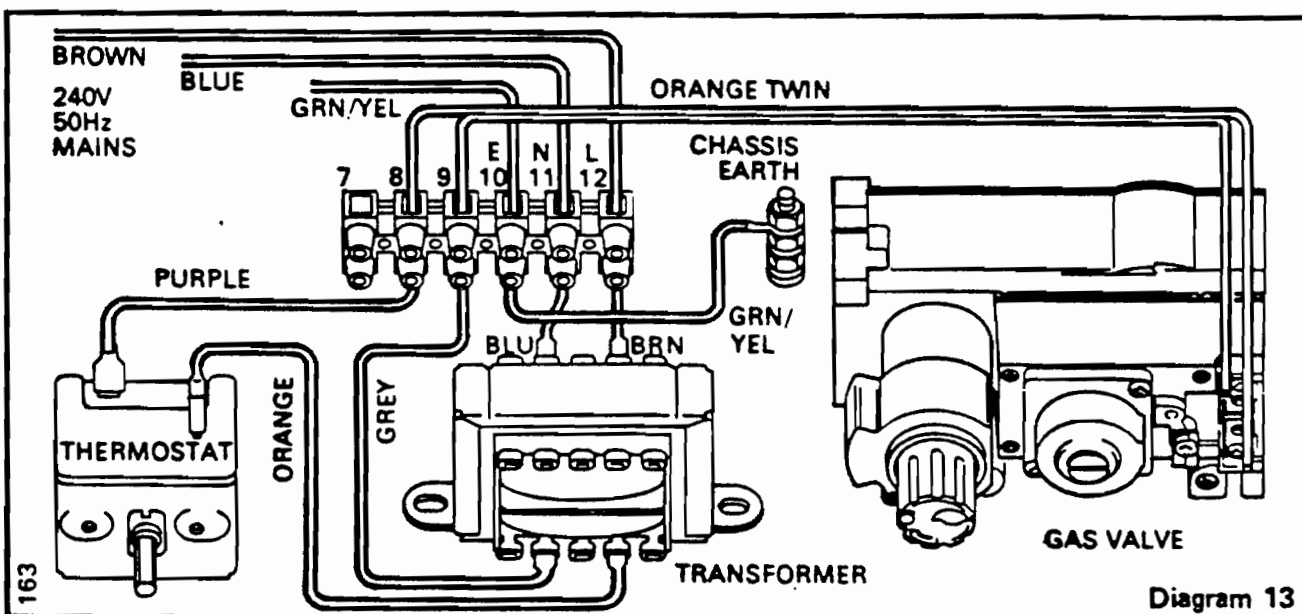 BROWN
BLUE
240V
50Hz
MAINS
GRN/YEL
ORANGE TWIN
CHASSIS
EARTH
E N L
7 8 9 10 11 12
PURPLE
GRN/
YEL
BLU
BRN
ORANGE
GREY
THERMOSTAT
TRANSFORMER
GAS VALVE
163
Diagram 13